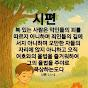 시편
복 있는 사람은 악인들의 꾀를
따르지 아니하며 죄인들의 길에
서지 아니하며 오만한 자들의
자리에 앉지 아니하고 오직
여호와의 율법을 즐거워하여
그의 율법을 주야로
묵상하는도다